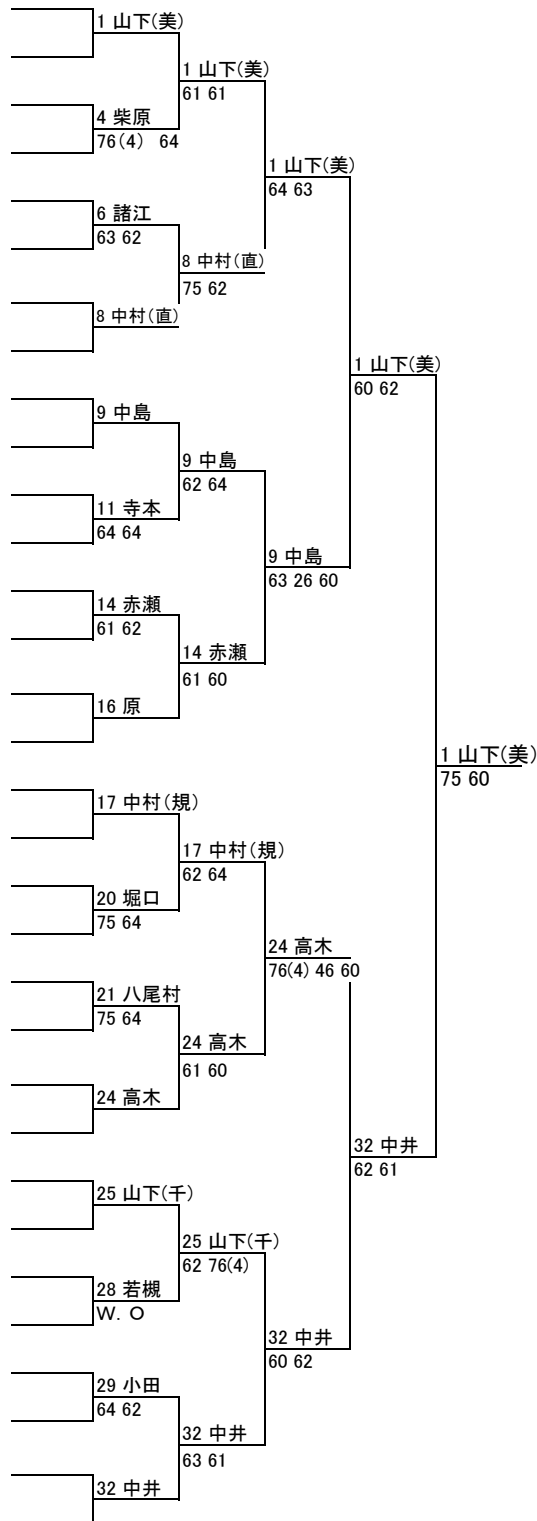 1 山下(美)
1 山下(美)
61 61
4 柴原
76(4) 64
1 山下(美)
64 63
6 諸江
63 62
8 中村(直)
75 62
8 中村(直)
1 山下(美)
60 62
9 中島
9 中島
62 64
11 寺本
64 64
9 中島
63 26 60
14 赤瀬
61 62
14 赤瀬
61 60
16 原
1 山下(美)
75 60
17 中村(規)
17 中村(規)
62 64
20 堀口
75 64
24 高木
76(4) 46 60
21 八尾村
75 64
24 高木
61 60
24 高木
32 中井
62 61
25 山下(千)
25 山下(千)
62 76(4)
28 若槻
W. O
32 中井
60 62
29 小田
64 62
32 中井
63 61
32 中井